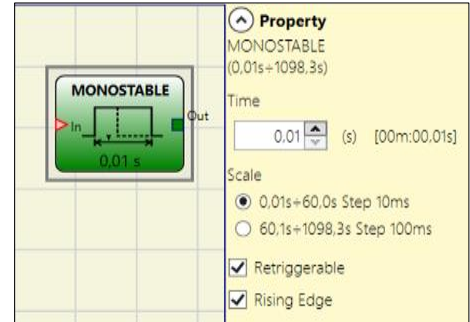 MONOSTABLE
In
Out
0,01 s
Property
MONOSTABLE
(0,01s÷1098,3s)
Time
0,01 (s) [00m:00,01s]
Scale
0,01s÷60,0s Step 10ms
60,1s÷1098,3s Step 100ms
Retriggerable
Rising Edge